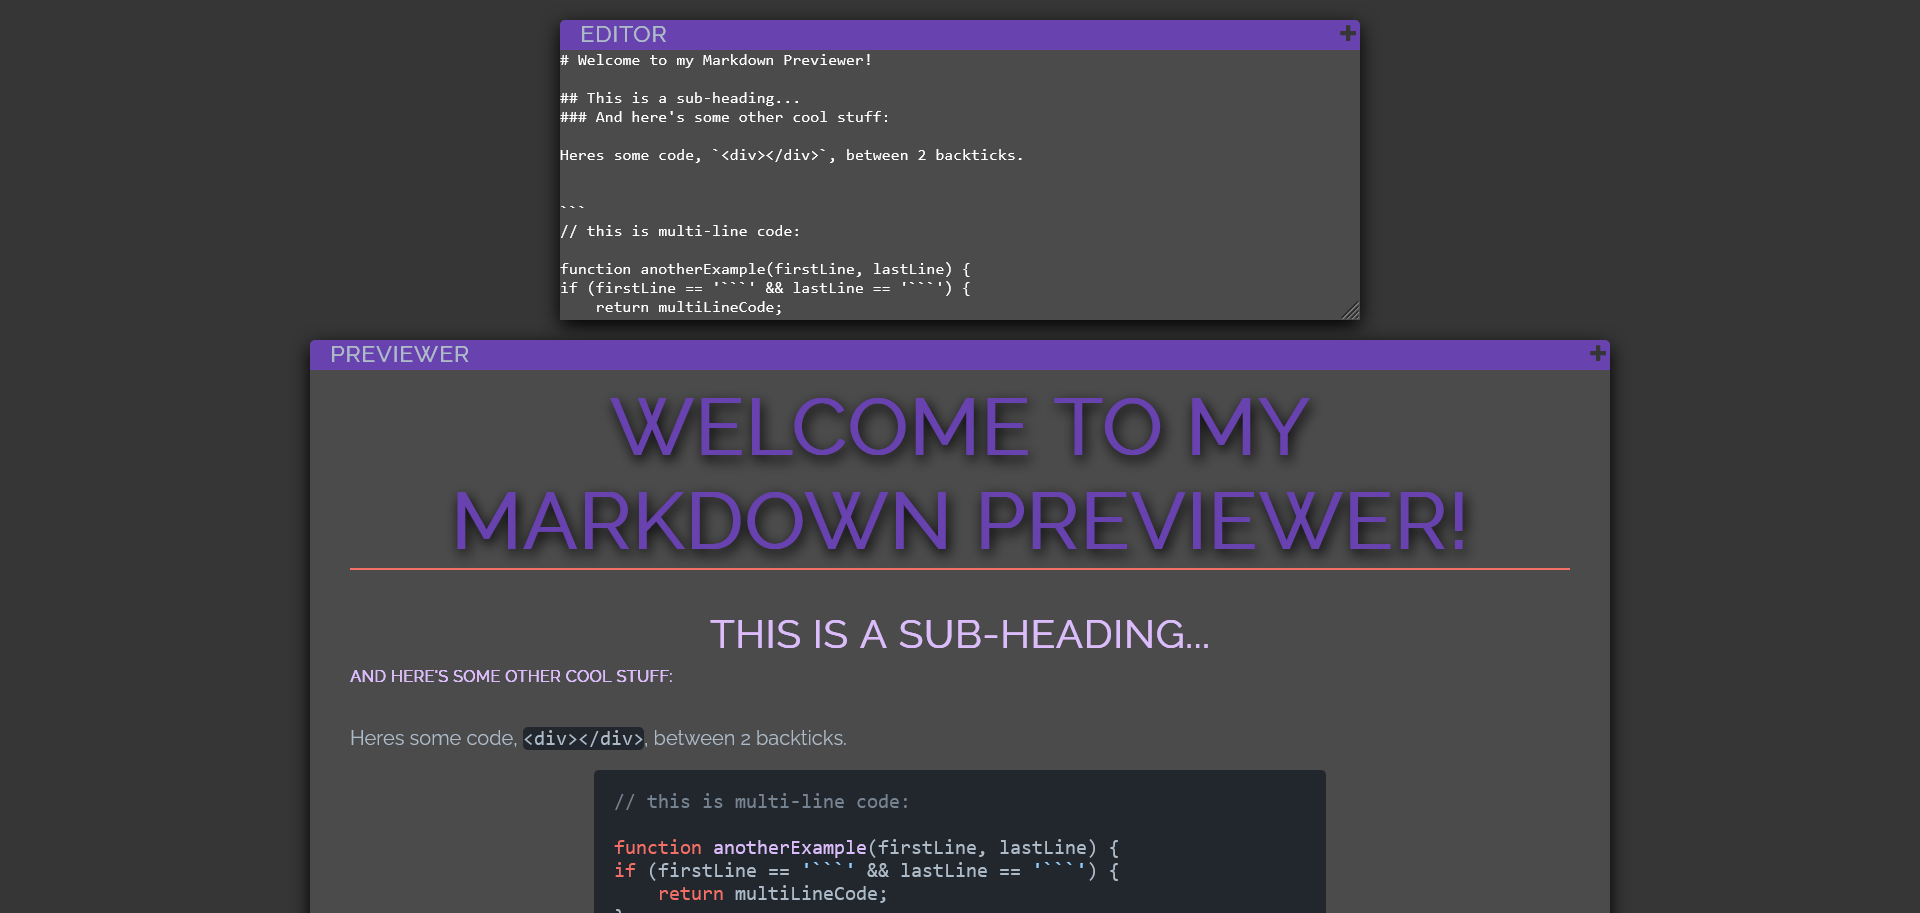 EDITOR
# Welcome to my Markdown Previewer!
## This is a sub-heading...
### And here's some other cool stuff:
Heres some code, `<div></div>`, between 2 backticks.
```
// this is multi-line code:
function anotherExample(firstLine, lastLine) {
if (firstLine == '```' && lastLine == '```') {
    return multiLineCode;
PREVIEWER
WELCOME TO MY
MARKDOWN PREVIEWER!
THIS IS A SUB-HEADING...
AND HERE'S SOME OTHER COOL STUFF:
Heres some code, <div></div>, between 2 backticks.
// this is multi-line code:
function anotherExample(firstLine, lastLine) {
if (firstLine == '```' && lastLine == '```') {
    return multiLineCode;